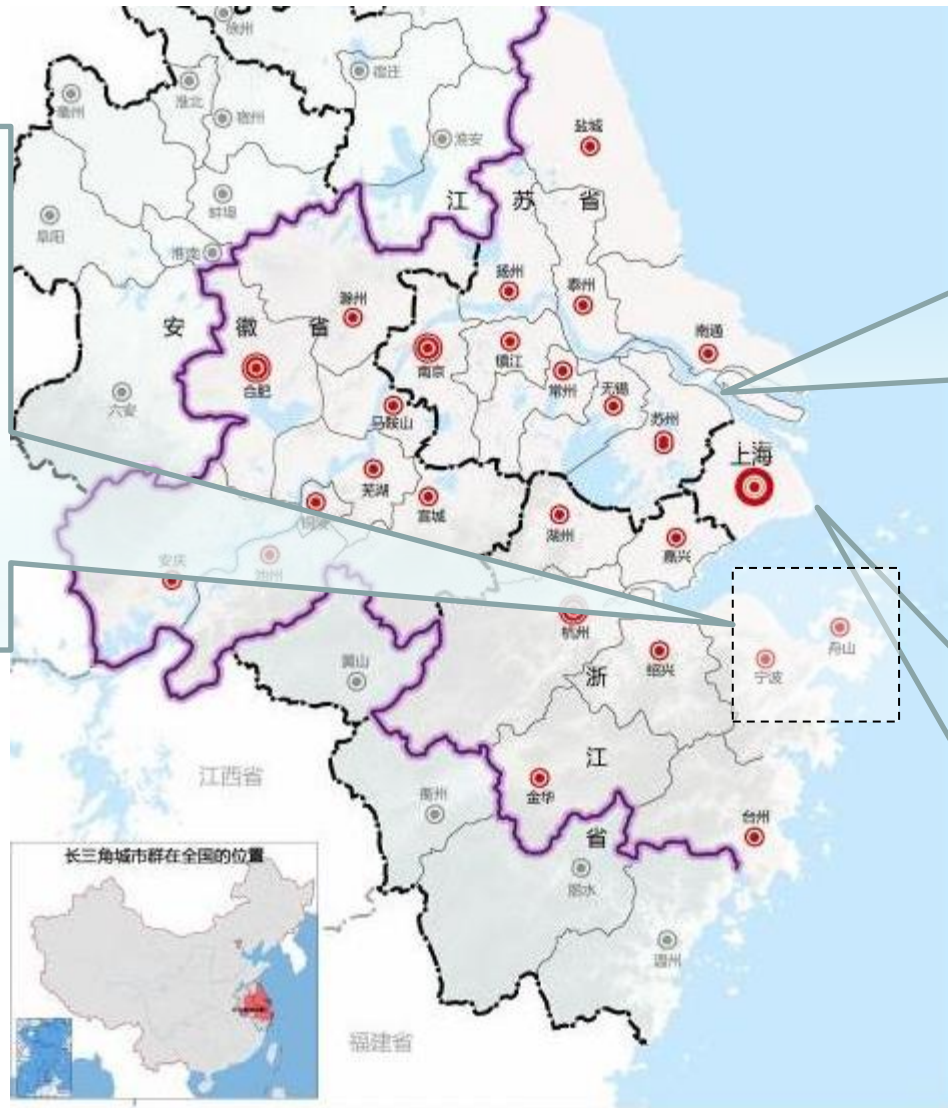 徐州
宿迁
淮北
亳州
宿州
淮安
盐城
蚌埠
江 苏 省
阜阳
淮南
扬州
泰州
滁州
安 徽 省
南通
镇江
南京
合肥
常州
无锡
六安
马鞍山
苏州
上海
芜湖
宣城
铜陵
湖州
嘉兴
安庆
池州
杭州
舟山
绍兴
宁波
黄山
浙
江
省
江西省
金华
衢州
台州
丽水
温州
福建省
长三角城市群在全国的位置